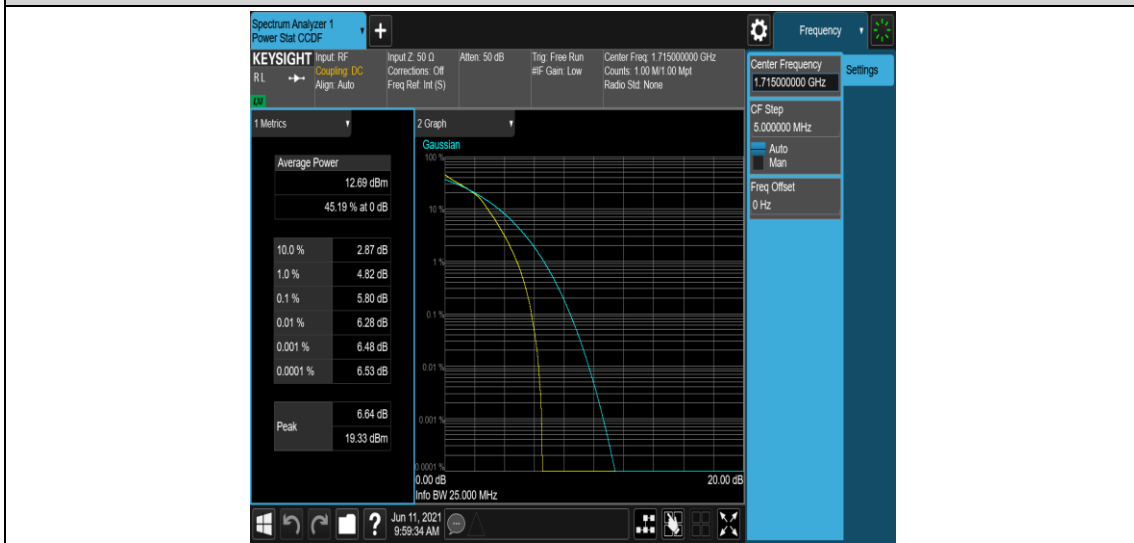 Spectrum Analyzer 1
Power Stat CCDF
+
Frequency
KEYSIGHT
RL
Input: RF
Coupling: DC
Align: Auto
Input Z: 50 Ω
Corrections: Off
Freq Ref: Int (S)
Atten: 50 dB
Trig: Free Run
#IF Gain: Low
Center Freq: 1.715000000 GHz
Counts: 1.00 M/1.00 Mpt
Radio Std: None
Center Frequency
1.715000000 GHz
Settings
CF Step
5.000000 MHz
Auto
Man
Freq Offset
0 Hz
1 Metrics
Average Power
12.69 dBm
45.19 % at 0 dB
10.0 % 2.87 dB
1.0 % 4.82 dB
0.1 % 5.80 dB
0.01 % 6.28 dB
0.001 % 6.48 dB
0.0001 % 6.53 dB
Peak
6.64 dB
19.33 dBm
2 Graph
Gaussian
100 %
10 %
1 %
0.1 %
0.01 %
0.001 %
0.0001 %
0.00 dB 20.00 dB
Info BW 25.000 MHz
?
Jun 11, 2021
9:59:34 AM